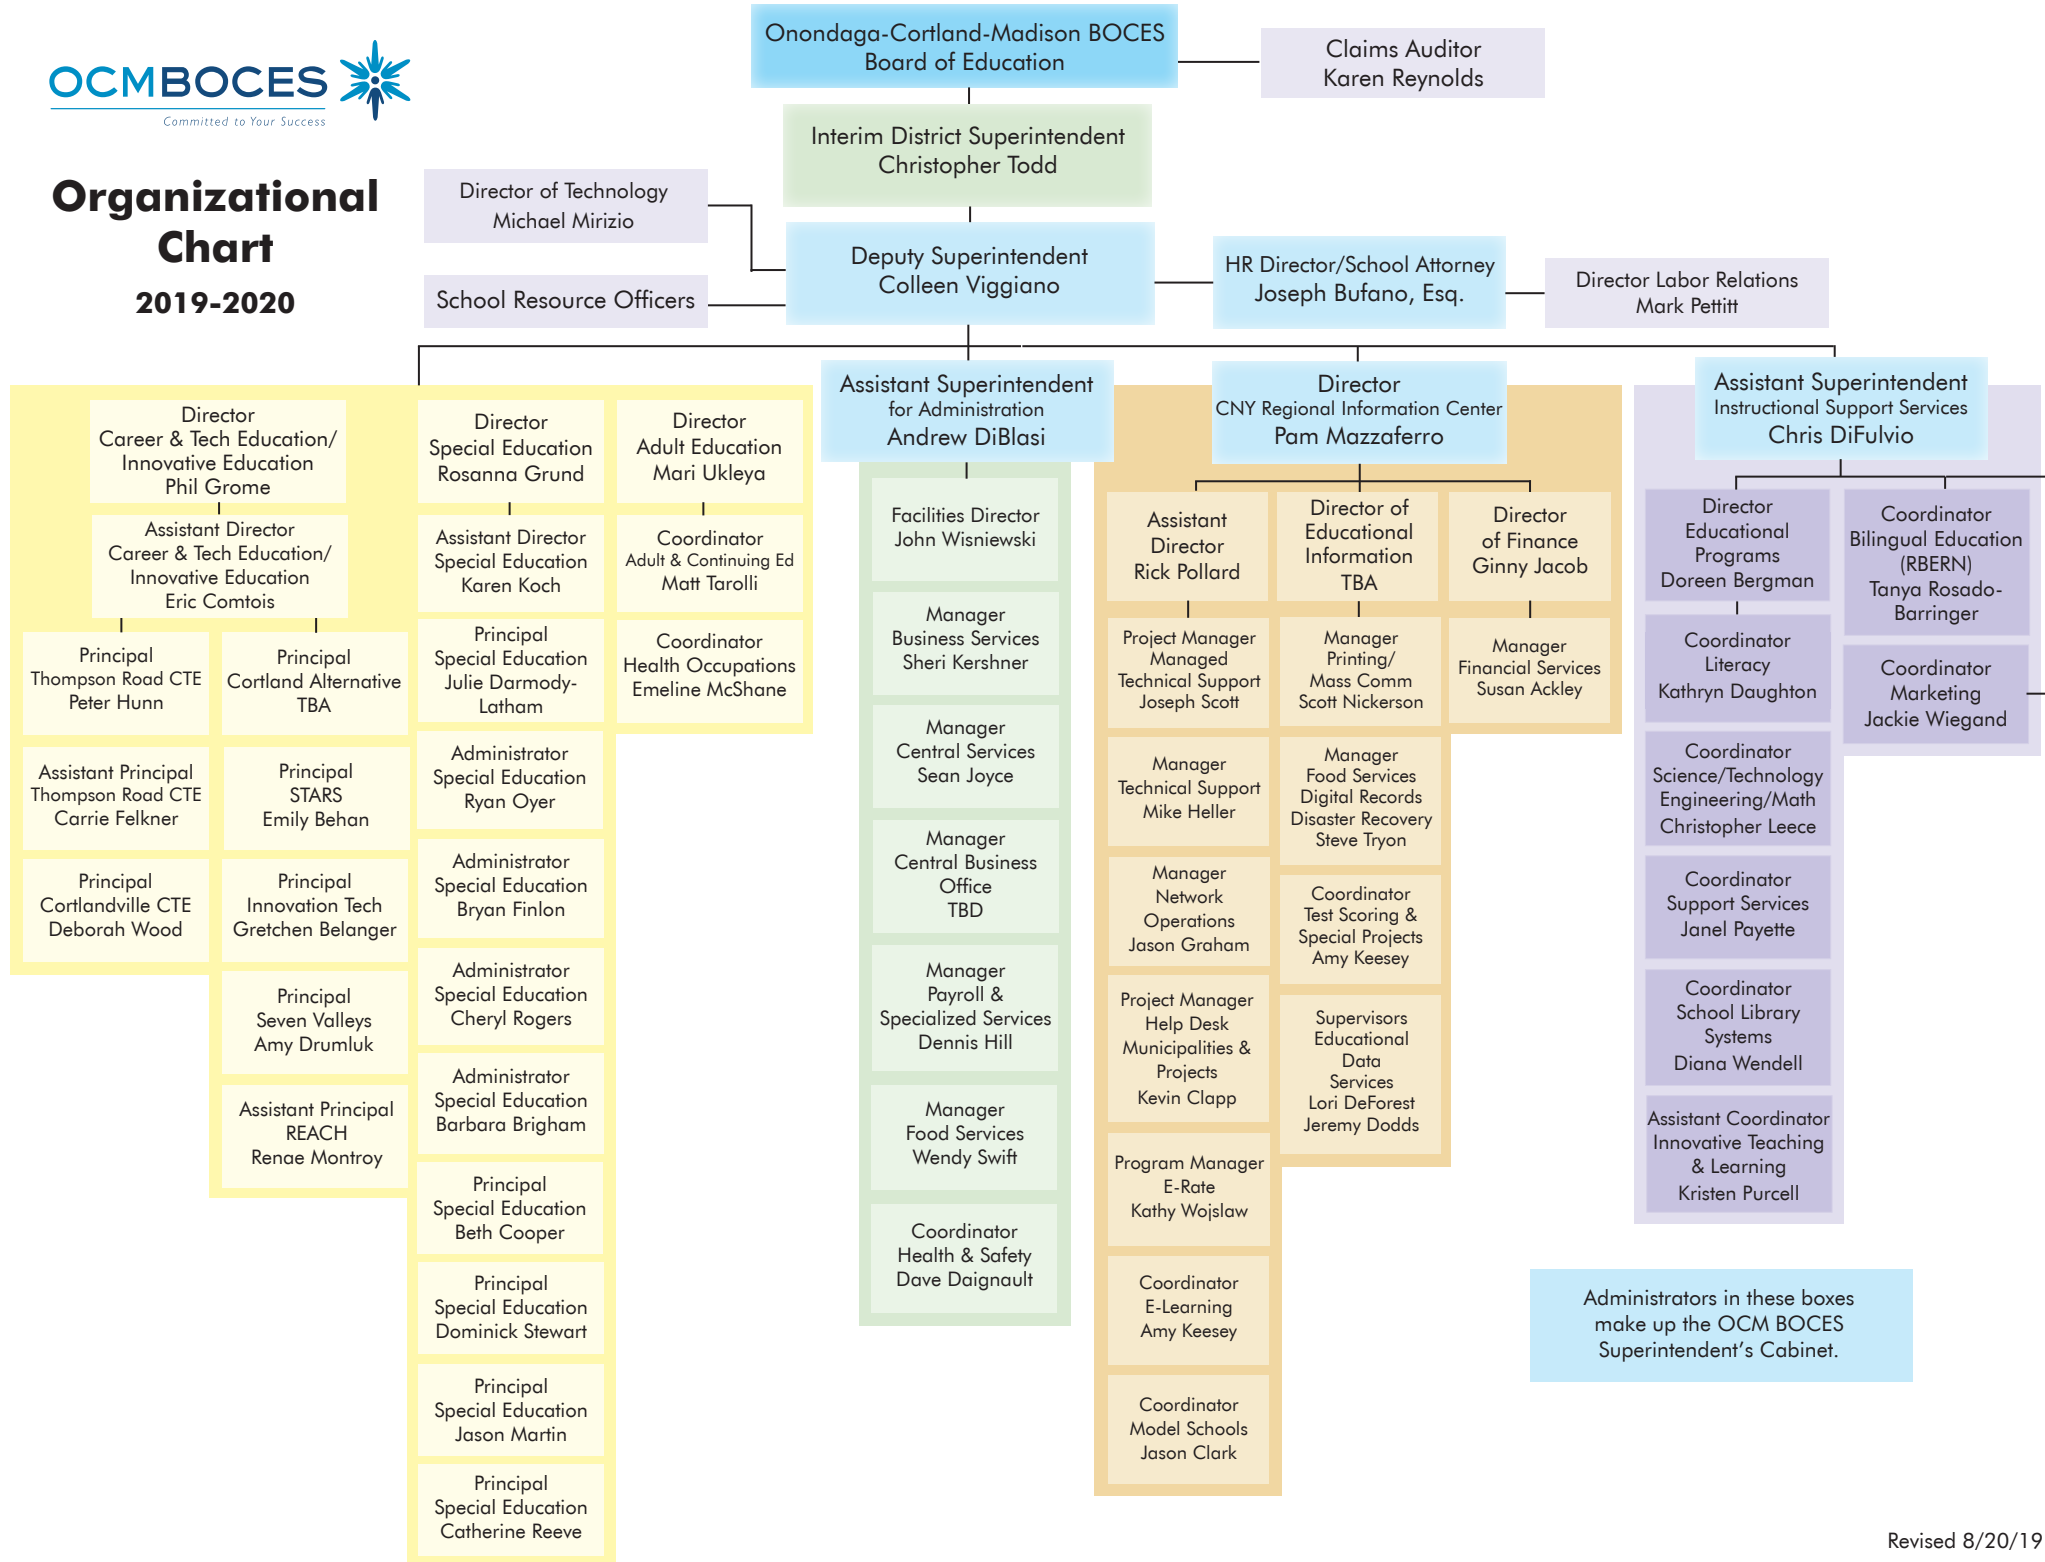 Onondaga-Cortland-Madison BOCES
Board of Education
Claims Auditor
Karen Reynolds
OCMBOCES
Committed to Your Success
Organizational
Chart
2019-2020
Interim District Superintendent
Christopher Todd
Director of Technology
Michael Mirizio
School Resource Officers
Deputy Superintendent
Colleen Viggiano
HR Director/School Attorney
Joseph Bufano, Esq.
Director Labor Relations
Mark Pettitt
Director
Career & Tech Education/
Innovative Education
Phil Grome
Assistant Director
Career & Tech Education/
Innovative Education
Eric Comtois
Principal
Thompson Road CTE
Peter Hunn
Assistant Principal
Thompson Road CTE
Carrie Felkner
Principal
Cortlandville CTE
Deborah Wood
Principal
Cortland Alternative
TBA
Principal
STARS
Emily Behan
Principal
Innovation Tech
Gretchen Belanger
Principal
Seven Valleys
Amy Drumluk
Assistant Principal
REACH
Renae Montroy
Director
Special Education
Rosanna Grund
Assistant Director
Special Education
Karen Koch
Principal
Special Education
Julie Darmody-
Latham
Administrator
Special Education
Ryan Oyer
Administrator
Special Education
Bryan Finlon
Administrator
Special Education
Cheryl Rogers
Administrator
Special Education
Barbara Brigham
Principal
Special Education
Beth Cooper
Principal
Special Education
Dominick Stewart
Principal
Special Education
Jason Martin
Principal
Special Education
Catherine Reeve
Director
Adult Education
Mari Ukleya
Coordinator
Adult & Continuing Ed
Matt Tarolli
Coordinator
Health Occupations
Emeline McShane
Assistant Superintendent
for Administration
Andrew DiBlasi
Facilities Director
John Wisniewski
Manager
Business Services
Sheri Kershner
Manager
Central Services
Sean Joyce
Manager
Central Business
Office
TBD
Manager
Payroll &
Specialized Services
Dennis Hill
Manager
Food Services
Wendy Swift
Coordinator
Health & Safety
Dave Daignault
Director
CNY Regional Information Center
Pam Mazzaferro
Assistant
Director
Rick Pollard
Project Manager
Managed
Technical Support
Joseph Scott
Manager
Technical Support
Mike Heller
Manager
Network
Operations
Jason Graham
Project Manager
Help Desk
Municipalities &
Projects
Kevin Clapp
Program Manager
E-Rate
Kathy Wojslaw
Coordinator
E-Learning
Amy Keesey
Coordinator
Model Schools
Jason Clark
Director of
Educational
Information
TBA
Manager
Printing/
Mass Comm
Scott Nickerson
Manager
Food Services
Digital Records
Disaster Recovery
Steve Tryon
Coordinator
Test Scoring &
Special Projects
Amy Keesey
Supervisors
Educational
Data
Services
Lori DeForest
Jeremy Dodds
Director
of Finance
Ginny Jacob
Manager
Financial Services
Susan Ackley
Assistant Superintendent
Instructional Support Services
Chris DiFulvio
Director
Educational
Programs
Doreen Bergman
Coordinator
Literacy
Kathryn Daughton
Coordinator
Science/Technology
Engineering/Math
Christopher Leece
Coordinator
Support Services
Janel Payette
Coordinator
School Library
Systems
Diana Wendell
Assistant Coordinator
Innovative Teaching
& Learning
Kristen Purcell
Coordinator
Bilingual Education
(RBERN)
Tanya Rosado-
Barringer
Coordinator
Marketing
Jackie Wiegand
Administrators in these boxes
make up the OCM BOCES
Superintendent's Cabinet.
Revised 8/20/19